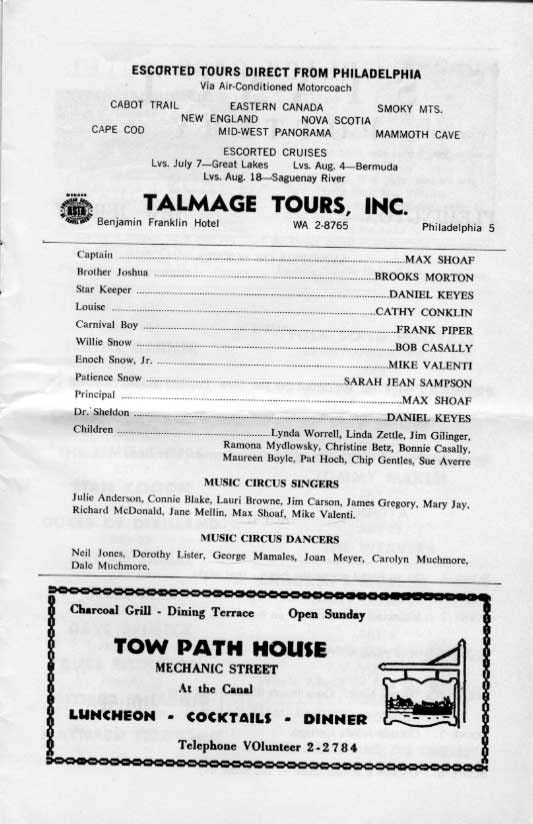 ESCORTED TOURS DIRECT FROM PHILADELPHIA
Via Air-Conditioned Motorcoach
CABOT TRAIL EASTERN CANADA SMOKY MTS.
NEW ENGLAND NOVA SCOTIA
CAPE COD MID-WEST PANORAMA MAMMOTH CAVE
ESCORTED CRUISES
Lvs. July 7—Great Lakes Lvs. Aug. 4—Bermuda
Lvs. Aug. 18—Saguenay River
MEMBER
ASTA
TALMAGE TOURS, INC.
Benjamin Franklin Hotel WA 2-8765 Philadelphia 5
Captain ........ MAX SHOAF
Brother Joshua ........ BROOKS MORTON
Star Keeper ........ DANIEL KEYES
Louise ........ CATHY CONKLIN
Carnival Boy ........ FRANK PIPER
Willie Snow ........ BOB CASALLY
Enoch Snow, Jr. ........ MIKE VALENTI
Patience Snow ........ SARAH JEAN SAMPSON
Principal ........ MAX SHOAF
Dr. Sheldon ........ DANIEL KEYES
Children ........ Lynda Worrell, Linda Zettle, Jim Gilinger,
Ramona Mydlowsky, Christine Betz, Bonnie Casally,
Maureen Boyle, Pat Hoch, Chip Gentles, Sue Averre
MUSIC CIRCUS SINGERS
Julie Anderson, Connie Blake, Lauri Browne, Jim Carson, James Gregory, Mary Jay,
Richard McDonald, Jane Mellin, Max Shoaf, Mike Valenti.
MUSIC CIRCUS DANCERS
Neil Jones, Dorothy Lister, George Mamales, Joan Meyer, Carolyn Muchmore,
Dale Muchmore.
Charcoal Grill - Dining Terrace Open Sunday
TOW PATH HOUSE
MECHANIC STREET
At the Canal
LUNCHEON - COCKTAILS - DINNER
Telephone VOlunteer 2-2784